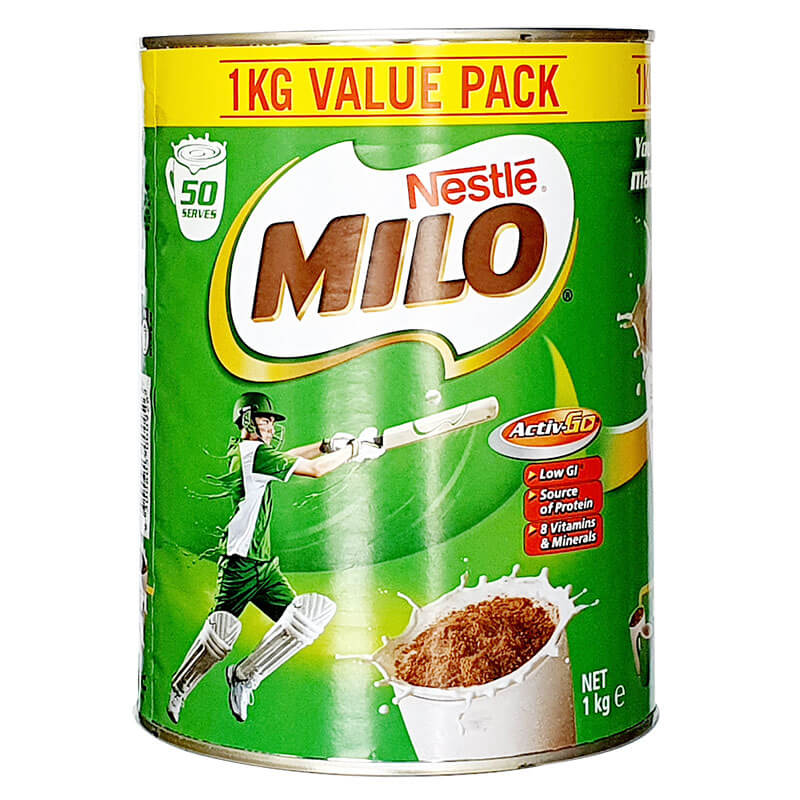 1KG VALUE PACK
50
SERVES
Nestlé®
MILO®
Activ-GO
Low GI
Source
of Protein
8 Vitamins
& Minerals
NET
1 kg e